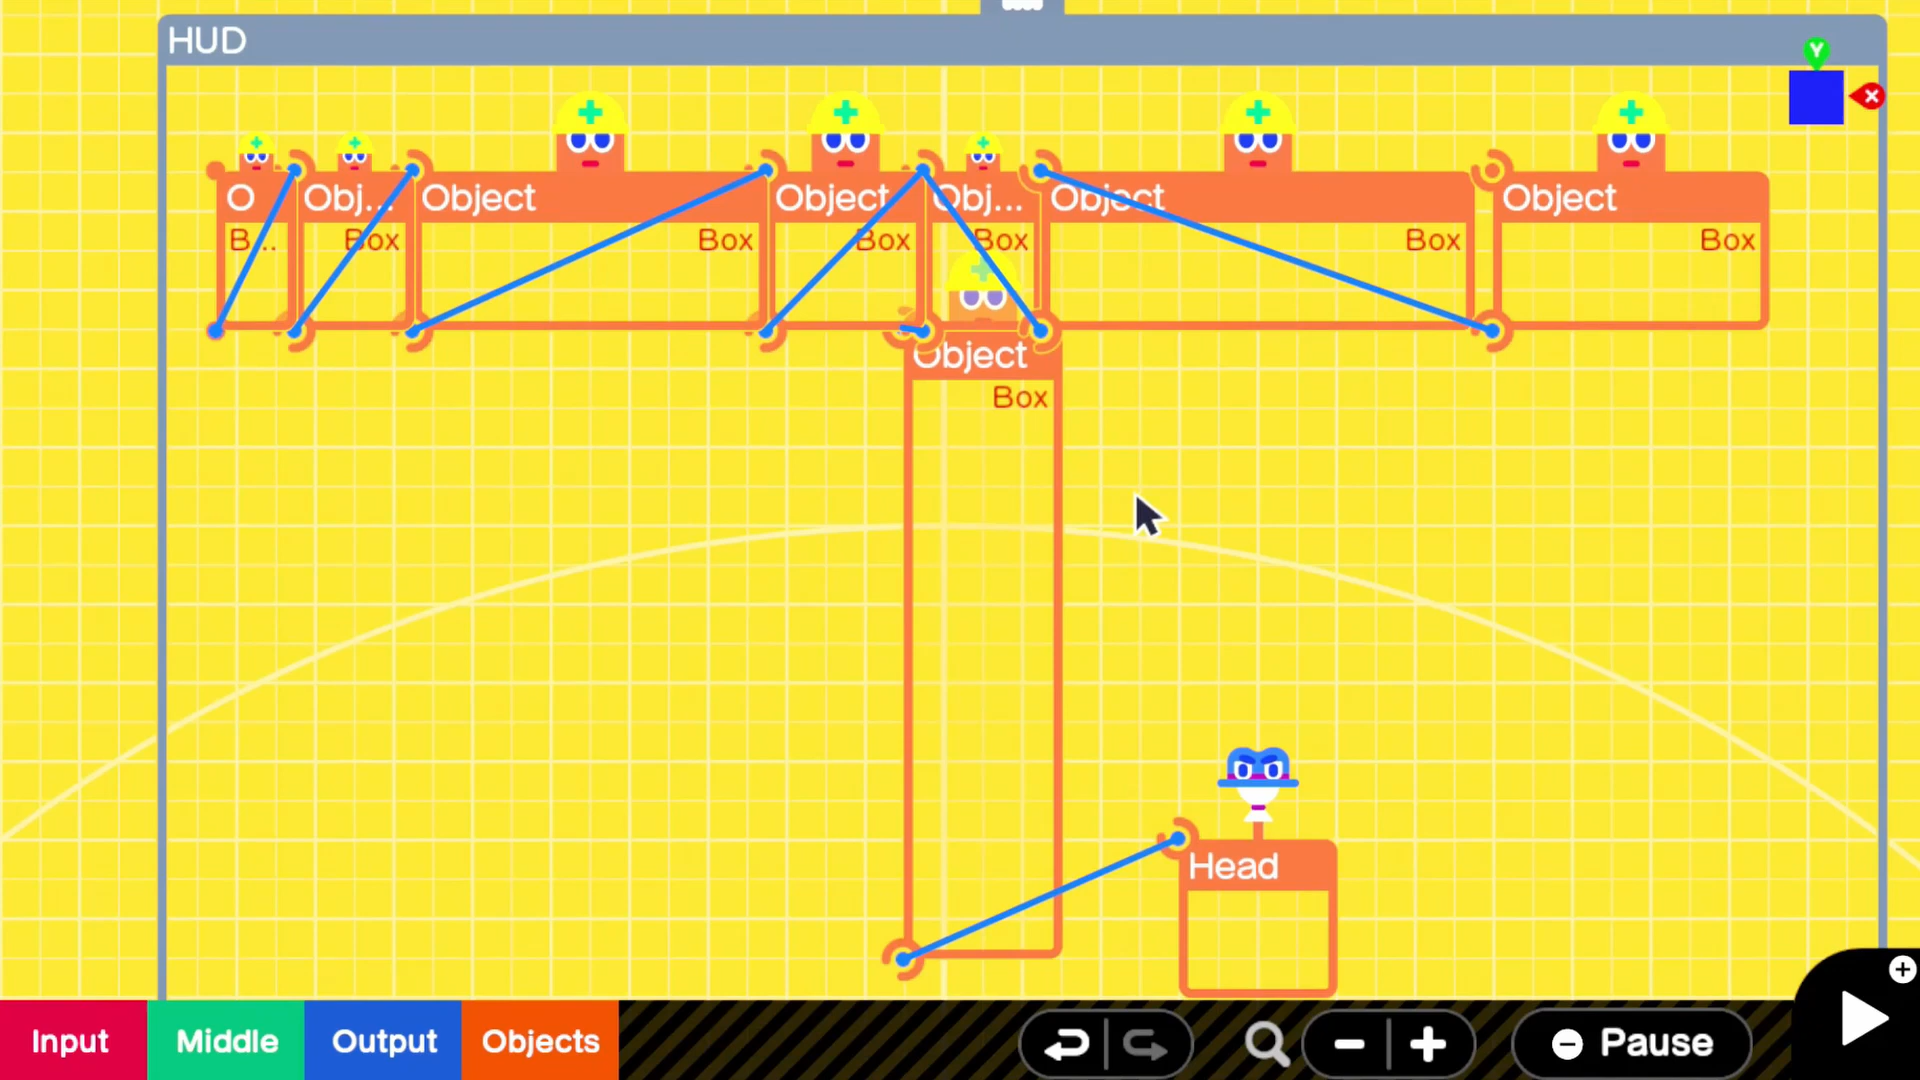 HUD
Y
X
O
Obj...
Object
Object
Obj...
Object
Object
B...
Box
Box
Box
Box
Box
Box
Object
Box
Head
Input
Middle
Output
Objects
Pause